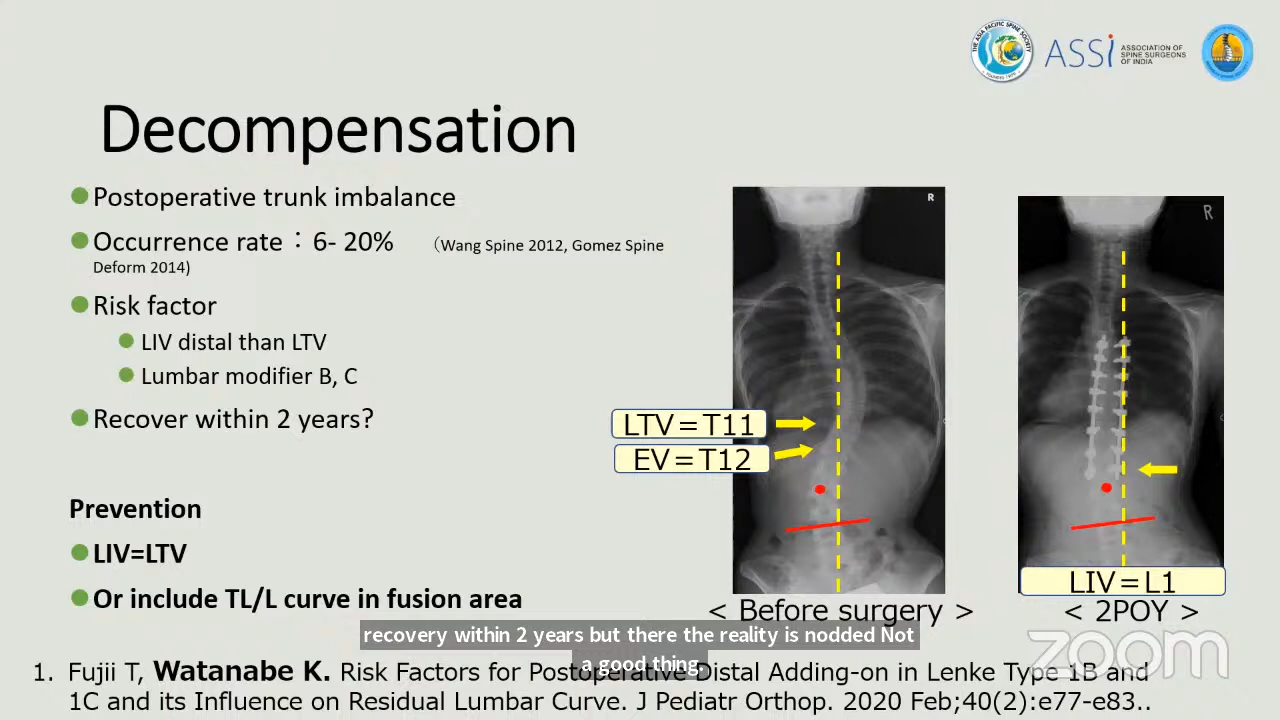 THE ASIA PACIFIC SPINE SOCIETY
ASSi ASSOCIATION OF
SPINE SURGEONS
OF INDIA
Decompensation
Postoperative trunk imbalance
Occurrence rate：6- 20% （Wang Spine 2012, Gomez Spine
Deform 2014)
Risk factor
LIV distal than LTV
Lumbar modifier B, C
Recover within 2 years?
Prevention
LIV=LTV
Or include TL/L curve in fusion area
R
R
LTV＝T11
EV＝T12
LIV＝L1
< Before surgery >
< 2POY >
recovery within 2 years but there the reality is nodded Not
a good thing.
zoom
1. Fujii T, Watanabe K. Risk Factors for Postoperative Distal Adding-on in Lenke Type 1B and
1C and its Influence on Residual Lumbar Curve. J Pediatr Orthop. 2020 Feb;40(2):e77-e83..